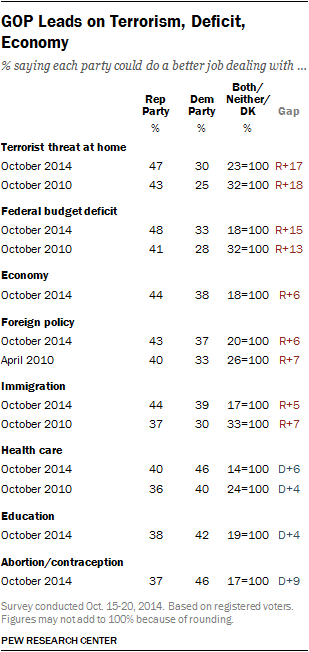 GOP Leads on Terrorism, Deficit,
Economy
% saying each party could do a better job dealing with ...
Rep Party Dem Party Both/ Neither/ DK Gap
% % %
Terrorist threat at home
October 2014 47 30 23=100 R+17
October 2010 43 25 32=100 R+18
Federal budget deficit
October 2014 48 33 18=100 R+15
October 2010 41 28 32=100 R+13
Economy
October 2014 44 38 18=100 R+6
Foreign policy
October 2014 43 37 20=100 R+6
April 2010 40 33 26=100 R+7
Immigration
October 2014 44 39 17=100 R+5
October 2010 37 30 33=100 R+7
Health care
October 2014 40 46 14=100 D+6
October 2010 36 40 24=100 D+4
Education
October 2014 38 42 19=100 D+4
Abortion/contraception
October 2014 37 46 17=100 D+9
Survey conducted Oct. 15-20, 2014. Based on registered voters.
Figures may not add to 100% because of rounding.
PEW RESEARCH CENTER